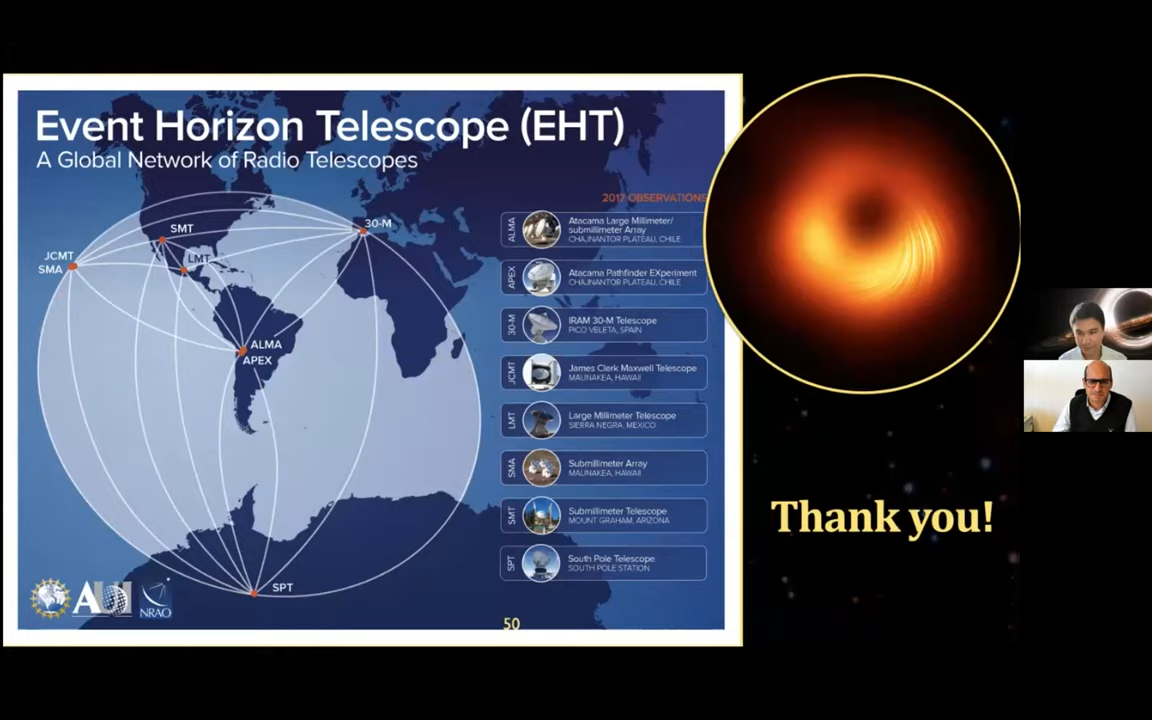 Event Horizon Telescope (EHT)
A Global Network of Radio Telescopes
2017 OBSERVATIONS
SMT
30-M
JCMT
SMA
LMT
ALMA
APEX
SPT
ALMA
Atacama Large Millimeter/
submillimeter Array
CHAJNANTOR PLATEAU, CHILE
APEX
Atacama Pathfinder EXperiment
CHAJNANTOR PLATEAU, CHILE
30-M
IRAM 30-M Telescope
PICO VELETA, SPAIN
JCMT
James Clerk Maxwell Telescope
MAUNAKEA, HAWAII
LMT
Large Millimeter Telescope
SIERRA NEGRA, MEXICO
SMA
Submillimeter Array
MAUNAKEA, HAWAII
SMT
Submillimeter Telescope
MOUNT GRAHAM, ARIZONA
SPT
South Pole Telescope
SOUTH POLE STATION
AUI
NRAO
50
Thank you!